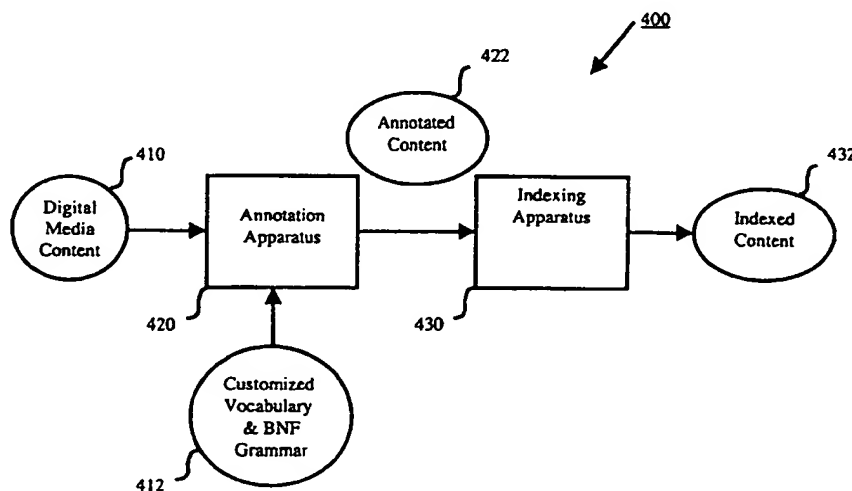 400
422
Annotated
Content
410
432
Digital
Media
Content
Annotation
Apparatus
Indexing
Apparatus
Indexed
Content
420
430
Customized
Vocabulary
& BNF
Grammar
412